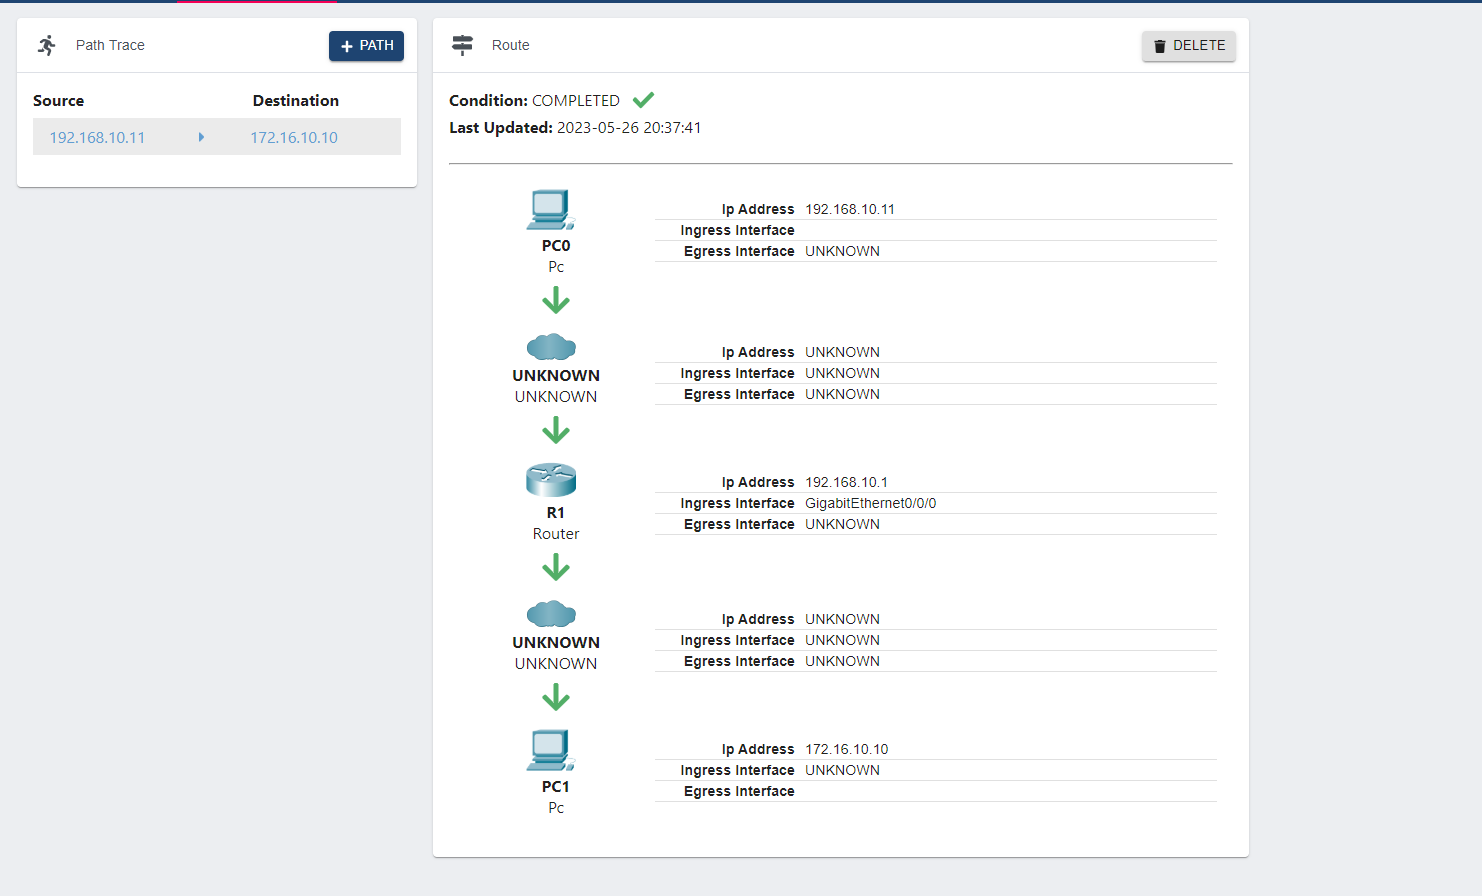 Path Trace
+ PATH
Source Destination
192.168.10.11 172.16.10.10
Route
DELETE
Condition: COMPLETED
Last Updated: 2023-05-26 20:37:41
PC0
Pc
Ip Address 192.168.10.11
Ingress Interface
Egress Interface UNKNOWN
UNKNOWN
UNKNOWN
Ip Address UNKNOWN
Ingress Interface UNKNOWN
Egress Interface UNKNOWN
R1
Router
Ip Address 192.168.10.1
Ingress Interface GigabitEthernet0/0/0
Egress Interface UNKNOWN
UNKNOWN
UNKNOWN
Ip Address UNKNOWN
Ingress Interface UNKNOWN
Egress Interface UNKNOWN
PC1
Pc
Ip Address 172.16.10.10
Ingress Interface UNKNOWN
Egress Interface